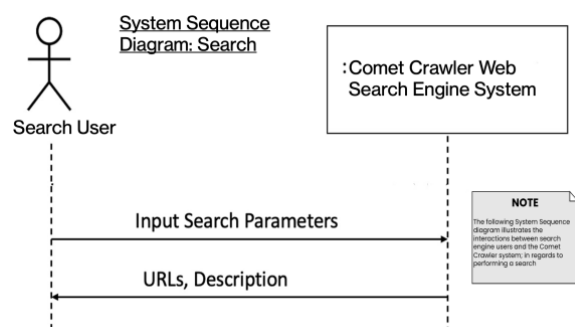 System Sequence
Diagram: Search
:Comet Crawler Web
Search Engine System
Search User
Input Search Parameters
NOTE
The following System Sequence
diagram illustrates the
interactions between search
engine users and the Comet
Crawler system; in regards to
performing a search
URLs, Description